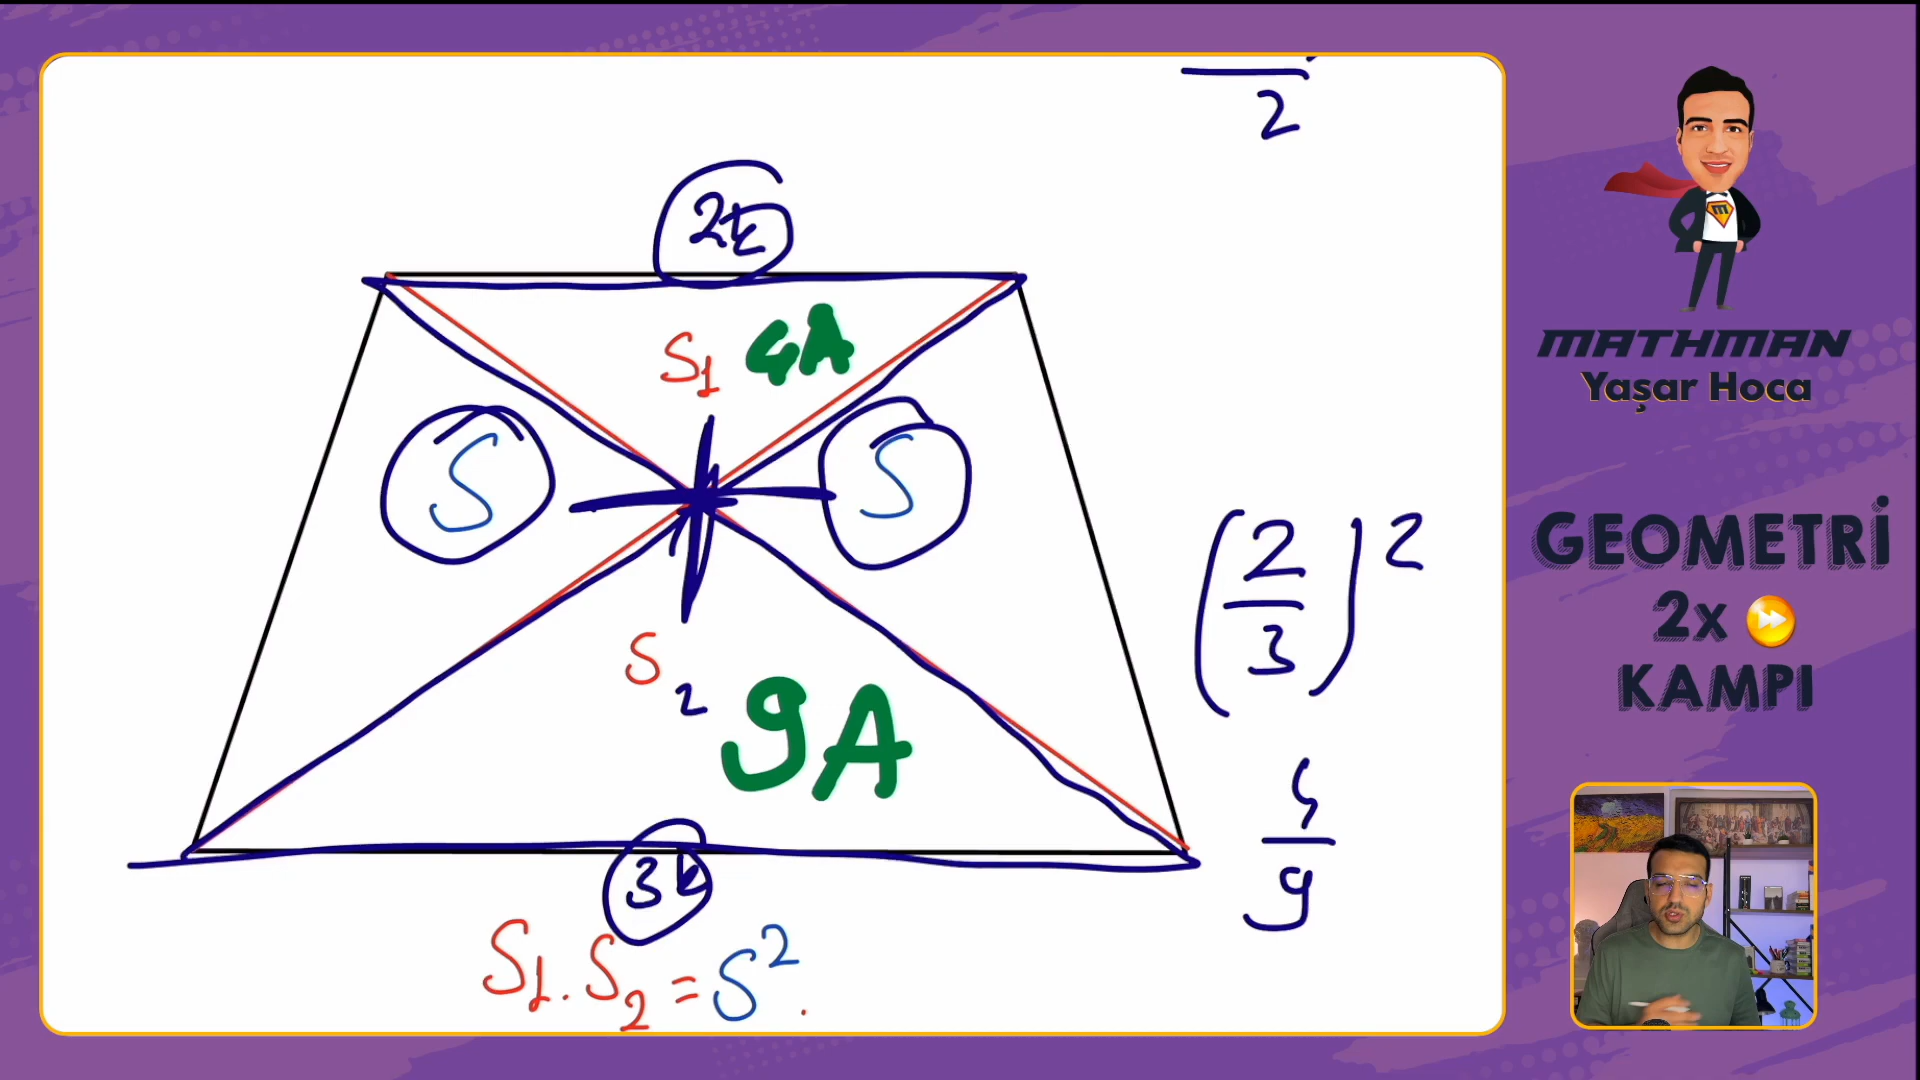 2
2k
S₁ 4A
S
S
S₂ 9A
(2/3)²
4/9
3k
S₁ . S₂ = S² .
M
MATHMAN
Yaşar Hoca
GEOMETRİ
2x
KAMPI